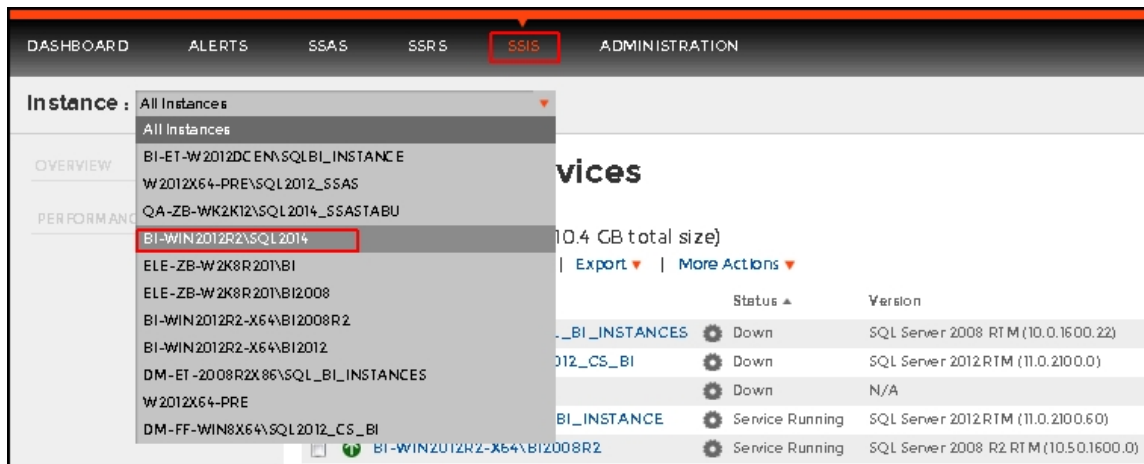 DASHBOARD ALERTS SSAS SSRS SSIS ADMINISTRATION
Instance : All Instances
All Instances
BI-ET-W2012DCEN\SQLBI_INSTANCE
W2012X64-PRE\SQL2012_SSAS
QA-ZB-WK2K12\SQL2014_SSASTABU
BI-WIN2012R2\SQL2014
ELE-ZB-W2K8R201\BI
ELE-ZB-W2K8R201\BI2008
BI-WIN2012R2-X64\BI2008R2
BI-WIN2012R2-X64\BI2012
DM-ET-2008R2X86\SQL_BI_INSTANCES
W2012X64-PRE
DM-FF-WIN8X64\SQL2012_CS_BI
OVERVIEW
PERFORMANC
vices
10.4 GB total size)
| Export | More Actions
Status Version
_BI_INSTANCES Down SQL Server 2008 RTM (10.0.1600.22)
012_CS_BI Down SQL Server 2012 RTM (11.0.2100.0)
Down N/A
BI_INSTANCE Service Running SQL Server 2012 RTM (11.0.2100.60)
BI-WIN2012R2-X64\BI2008R2 Service Running SQL Server 2008 R2 RTM (10.50.1600.0)